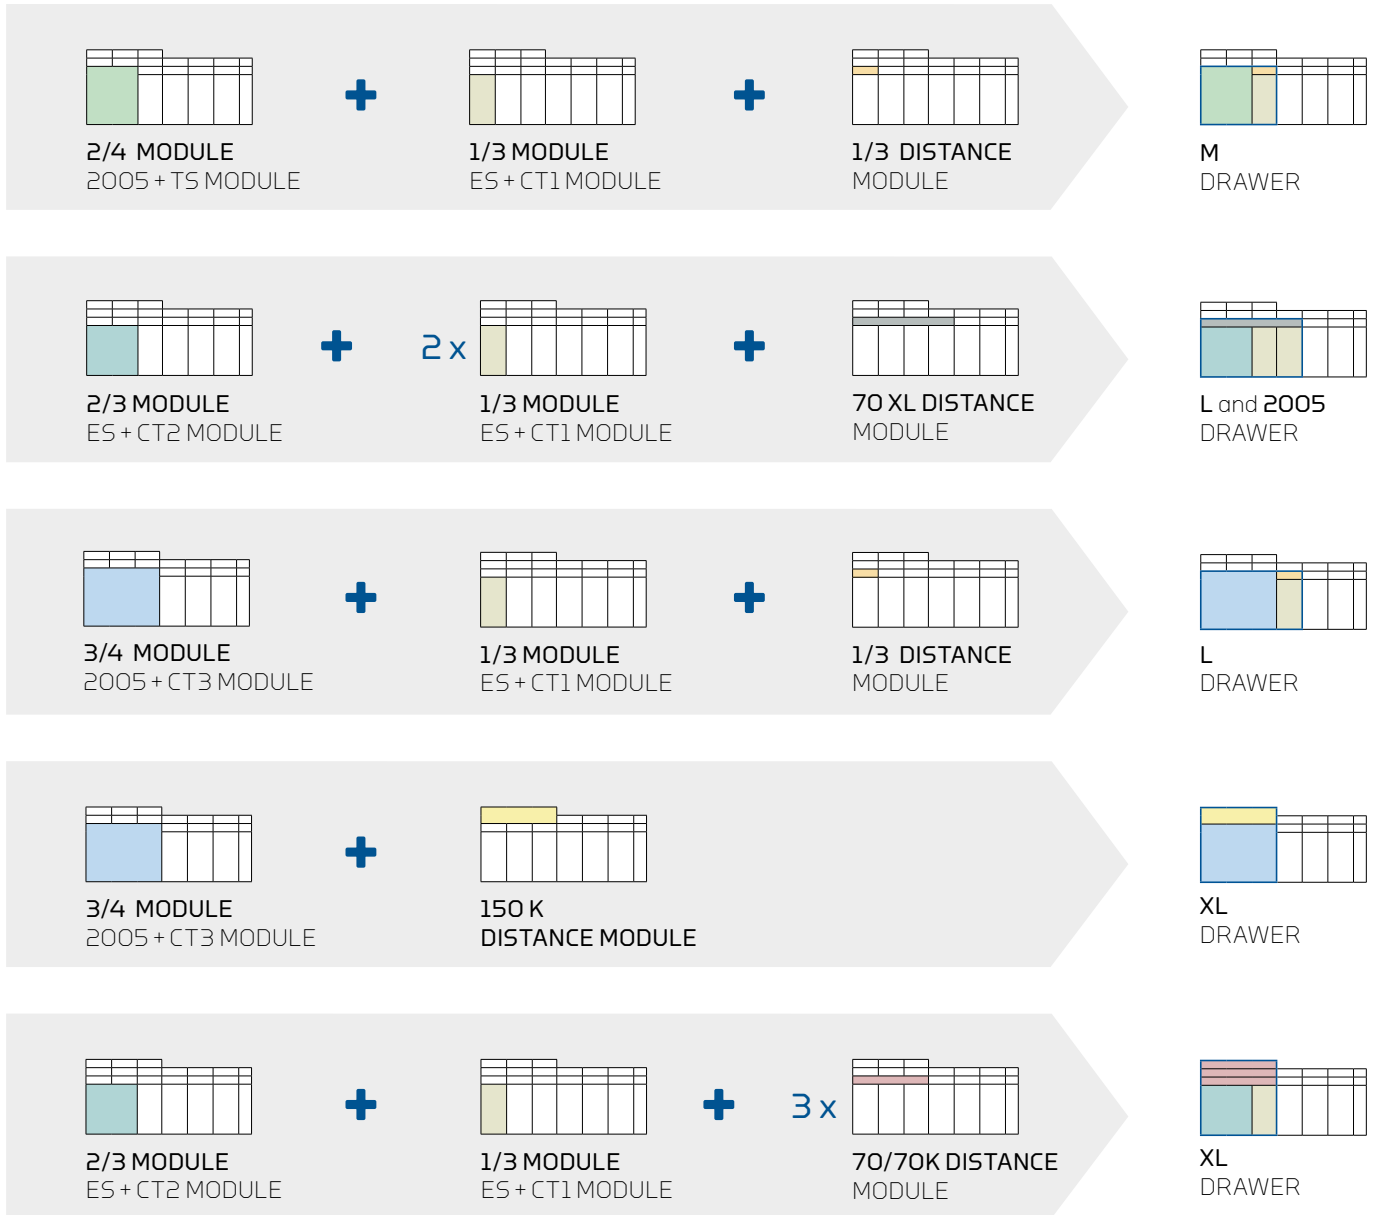 2/4 MODULE
2005 + TS MODULE
1/3 MODULE
ES + CT1 MODULE
1/3 DISTANCE
MODULE
M
DRAWER
2/3 MODULE
ES + CT2 MODULE
2 x
1/3 MODULE
ES + CT1 MODULE
70 XL DISTANCE
MODULE
L and 2005
DRAWER
3/4 MODULE
2005 + CT3 MODULE
1/3 MODULE
ES + CT1 MODULE
1/3 DISTANCE
MODULE
L
DRAWER
3/4 MODULE
2005 + CT3 MODULE
150 K
DISTANCE MODULE
XL
DRAWER
2/3 MODULE
ES + CT2 MODULE
1/3 MODULE
ES + CT1 MODULE
3 x
70/70K DISTANCE
MODULE
XL
DRAWER